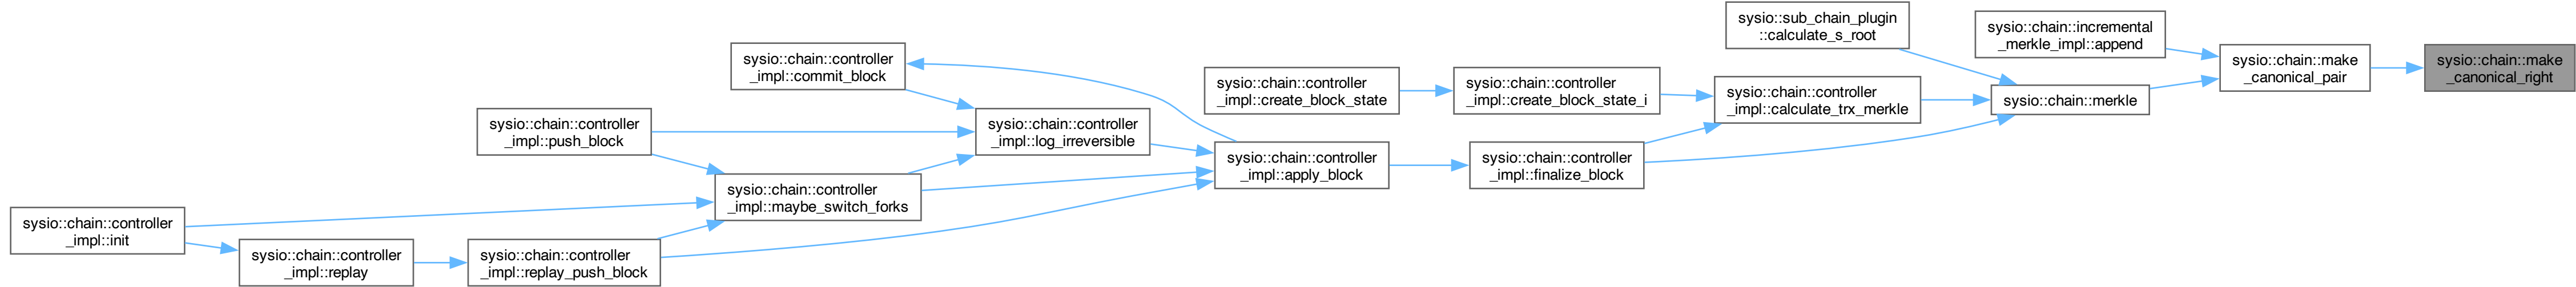 sysio::chain::controller
_impl::init
sysio::chain::controller
_impl::replay
sysio::chain::controller
_impl::push_block
sysio::chain::controller
_impl::replay_push_block
sysio::chain::controller
_impl::commit_block
sysio::chain::controller
_impl::maybe_switch_forks
sysio::chain::controller
_impl::log_irreversible
sysio::chain::controller
_impl::create_block_state
sysio::chain::controller
_impl::apply_block
sysio::chain::controller
_impl::create_block_state_i
sysio::chain::controller
_impl::finalize_block
sysio::sub_chain_plugin
::calculate_s_root
sysio::chain::controller
_impl::calculate_trx_merkle
sysio::chain::incremental
_merkle_impl::append
sysio::chain::merkle
sysio::chain::make
_canonical_pair
sysio::chain::make
_canonical_right